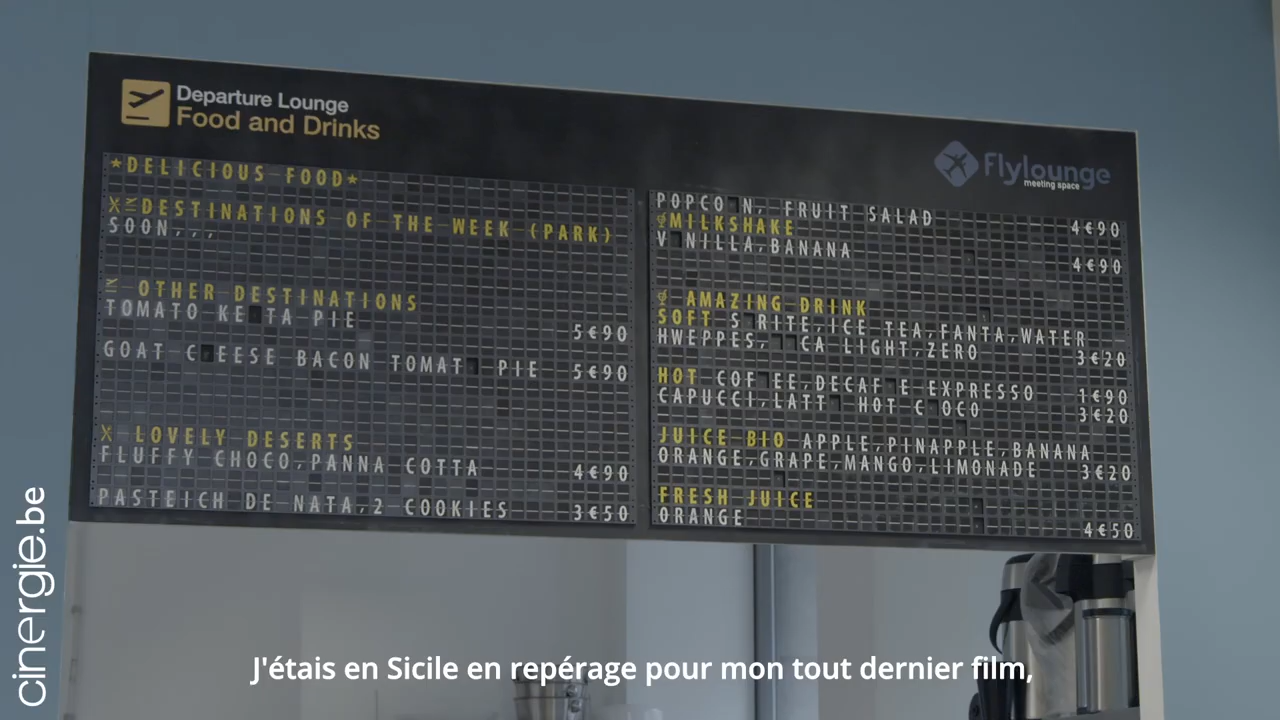 Departure Lounge
Food and Drinks
Flylounge
meeting space
*DELICIOUS FOOD*
DESTINATIONS OF THE WEEK (PARK)
SOON,,,
OTHER DESTINATIONS
TOMATO KE TA PIE
5€90
GOAT C EESE BACON TOMAT PIE 5€90
LOVELY DESERTS
FLUFFY CHOCO,PANNA COTTA
4€90
PASTEICH DE NATA,2 COOKIES 3€50
POPCO N, FRUIT SALAD
4€90
MILKSHAKE
V NILLA,BANANA
4€90
AMAZING DRINK
SOFT S RITE,ICE TEA,FANTA,WATER
HWEPPES, CA LIGHT,ZERO 3€20
HOT COF EE,DECAF E EXPRESSO 1€90
CAPUCCI,LATT HOT C OCO 3€20
JUICE BIO APPLE,PINAPPLE,BANANA
ORANGE,GRAPE,MANGO,LIMONADE 3€20
FRESH JUICE
ORANGE
4€50
cinergie.be
J'étais en Sicile en repérage pour mon tout dernier film,